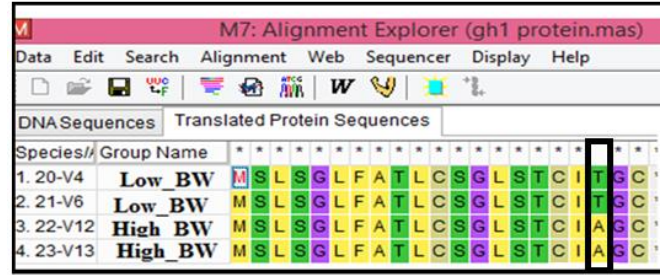 M M7: Alignment Explorer (gh1 protein.mas)
Data Edit Search Alignment Web Sequencer Display Help
UUC F ATCG W
DNA Sequences Translated Protein Sequences
Species/ Group Name * * * * * * * * * * * * * * * * * * * * *
1. 20-V4 Low_BW M S L S G L F A T L C S G L S T C I T G C
2. 21-V6 Low_BW M S L S G L F A T L C S G L S T C I T G C
3. 22-V12 High_BW M S L S G L F A T L C S G L S T C I A G C
4. 23-V13 High_BW M S L S G L F A T L C S G L S T C I A G C